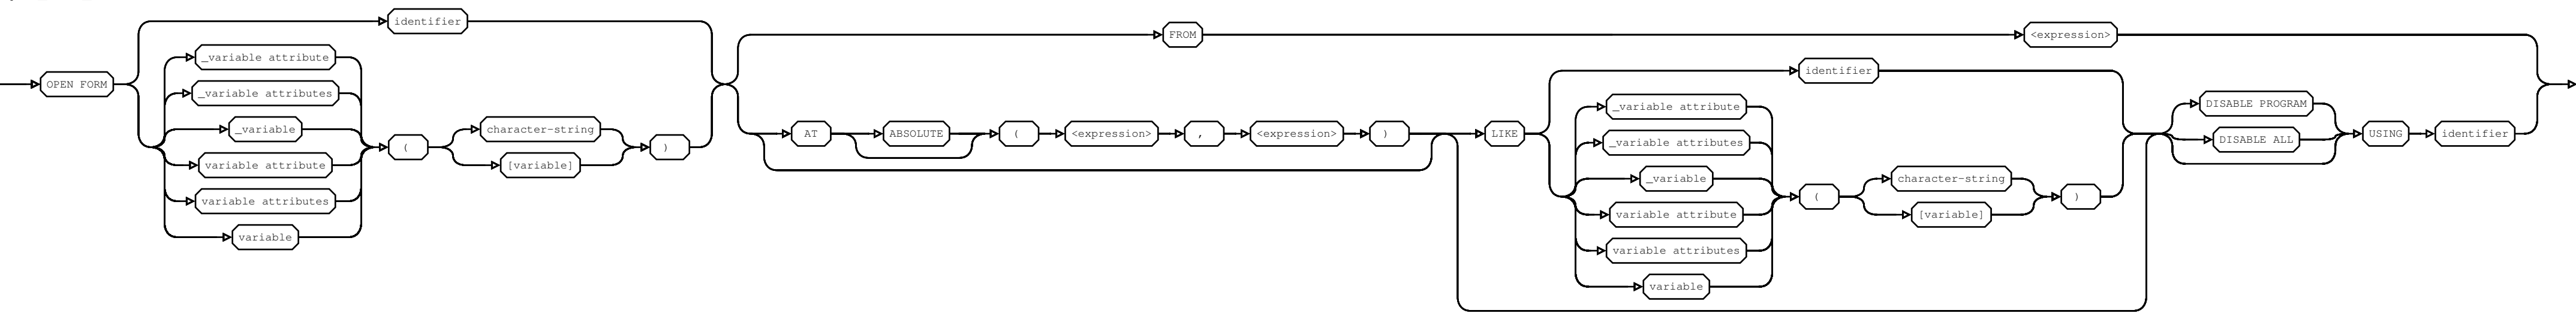 identifier
FROM
<expression>
OPEN FORM
_variable attribute
_variable attributes
_variable
variable attribute
variable attributes
variable
(
character-string
[variable]
)
AT
ABSOLUTE
(
<expression>
,
<expression>
)
LIKE
identifier
_variable attribute
_variable attributes
_variable
variable attribute
variable attributes
variable
(
character-string
[variable]
)
DISABLE PROGRAM
DISABLE ALL
USING
identifier